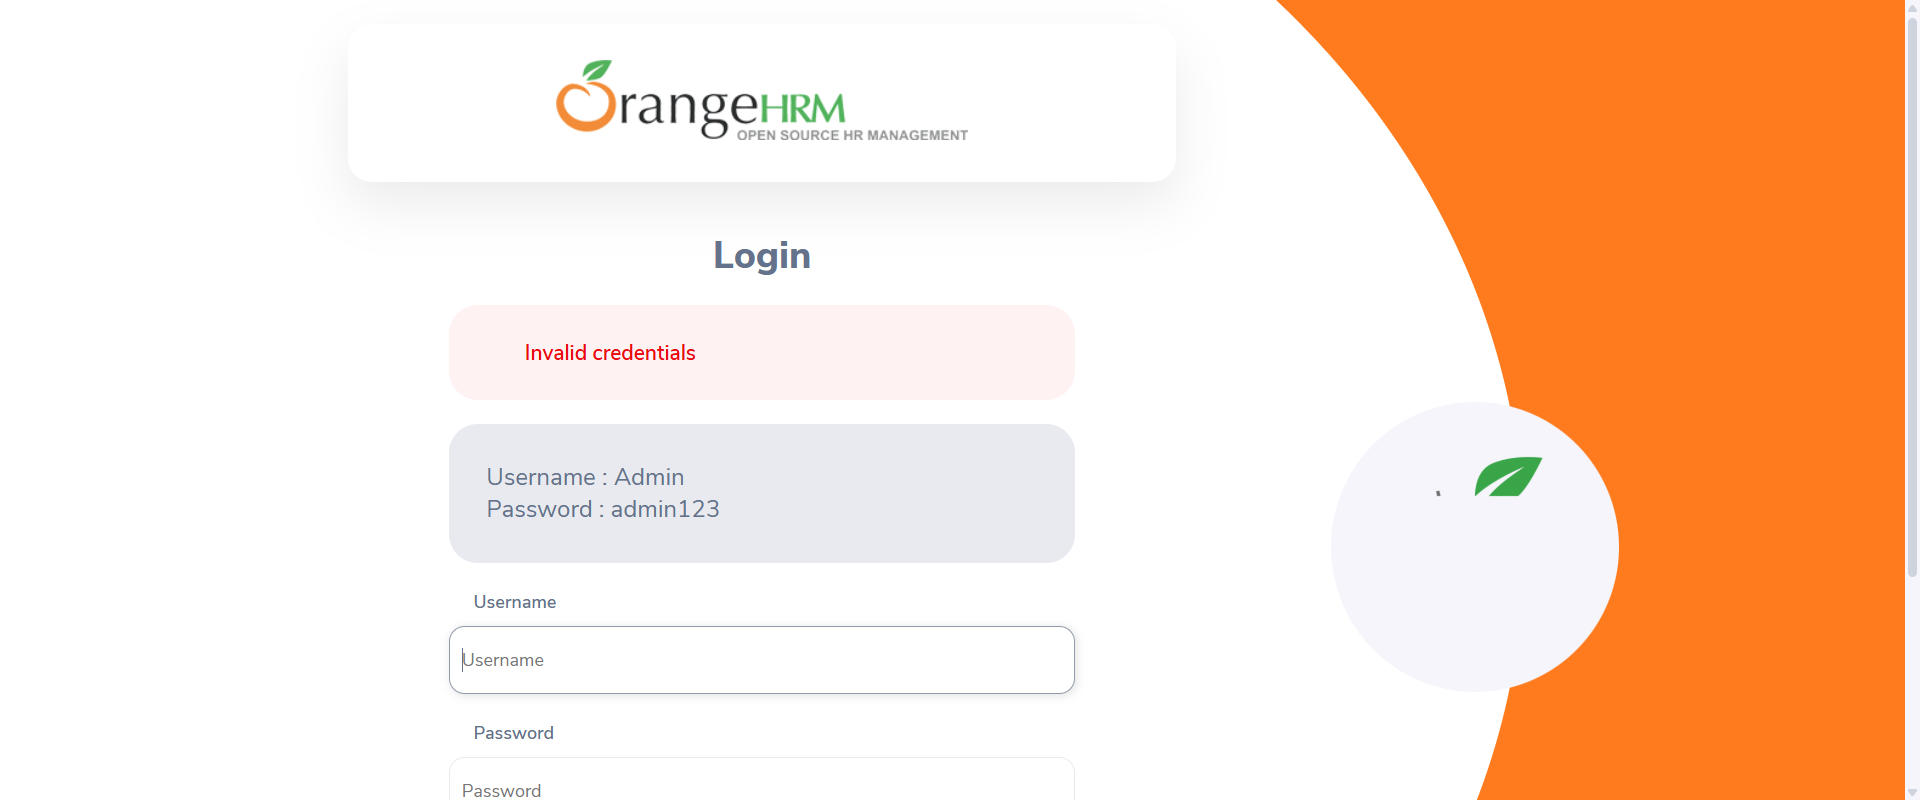 OrangeHRM
OPEN SOURCE HR MANAGEMENT
Login
Invalid credentials
Username : Admin
Password : admin123
Username
Username
Password
Password